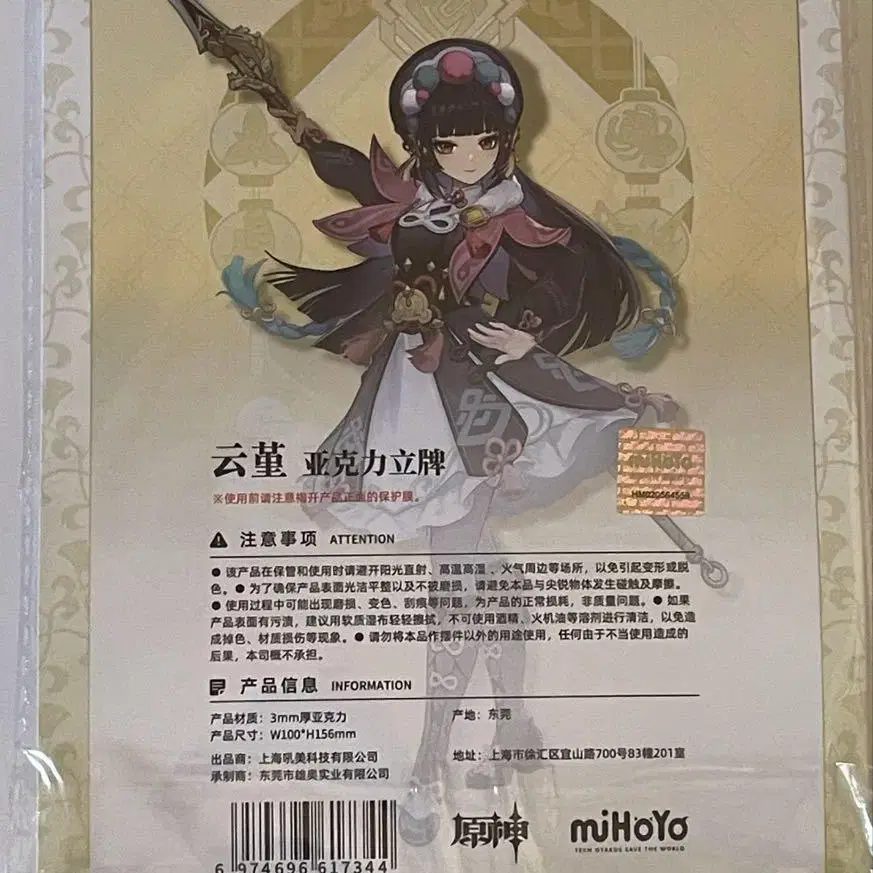 云堇 亚克力立牌
※使用前请注意揭开产品正面的保护膜。
miHoYo
HM020564558
注意事项 ATTENTION
● 该产品在保管和使用时请避开阳光直射、高温高湿、火气周边等场所，以免引起变形或脱
色。● 为了确保产品表面光洁平整以及不被磨损，请避免本品与尖锐物体发生碰触及摩擦。
● 使用过程中可能出现磨损、变色、刮痕等问题，为产品的正常损耗，非质量问题。● 如果
产品表面有污渍，建议用软质湿布轻轻擦拭，不可使用酒精、火机油等溶剂进行清洁，以免造
成掉色、材质损伤等现象。● 请勿将本品作摆件以外的用途使用，任何由于不当使用造成的
后果，本司概不承担。
产品信息 INFORMATION
产品材质：3mm厚亚克力
产地：东莞
产品尺寸：W100*H156mm
出品商：上海吼美科技有限公司
地址：上海市徐汇区宜山路700号83幢201室
承制商：东莞市雄奥实业有限公司
6 974696 617344
原神
miHoYo
TECH OTAKUS SAVE THE WORLD